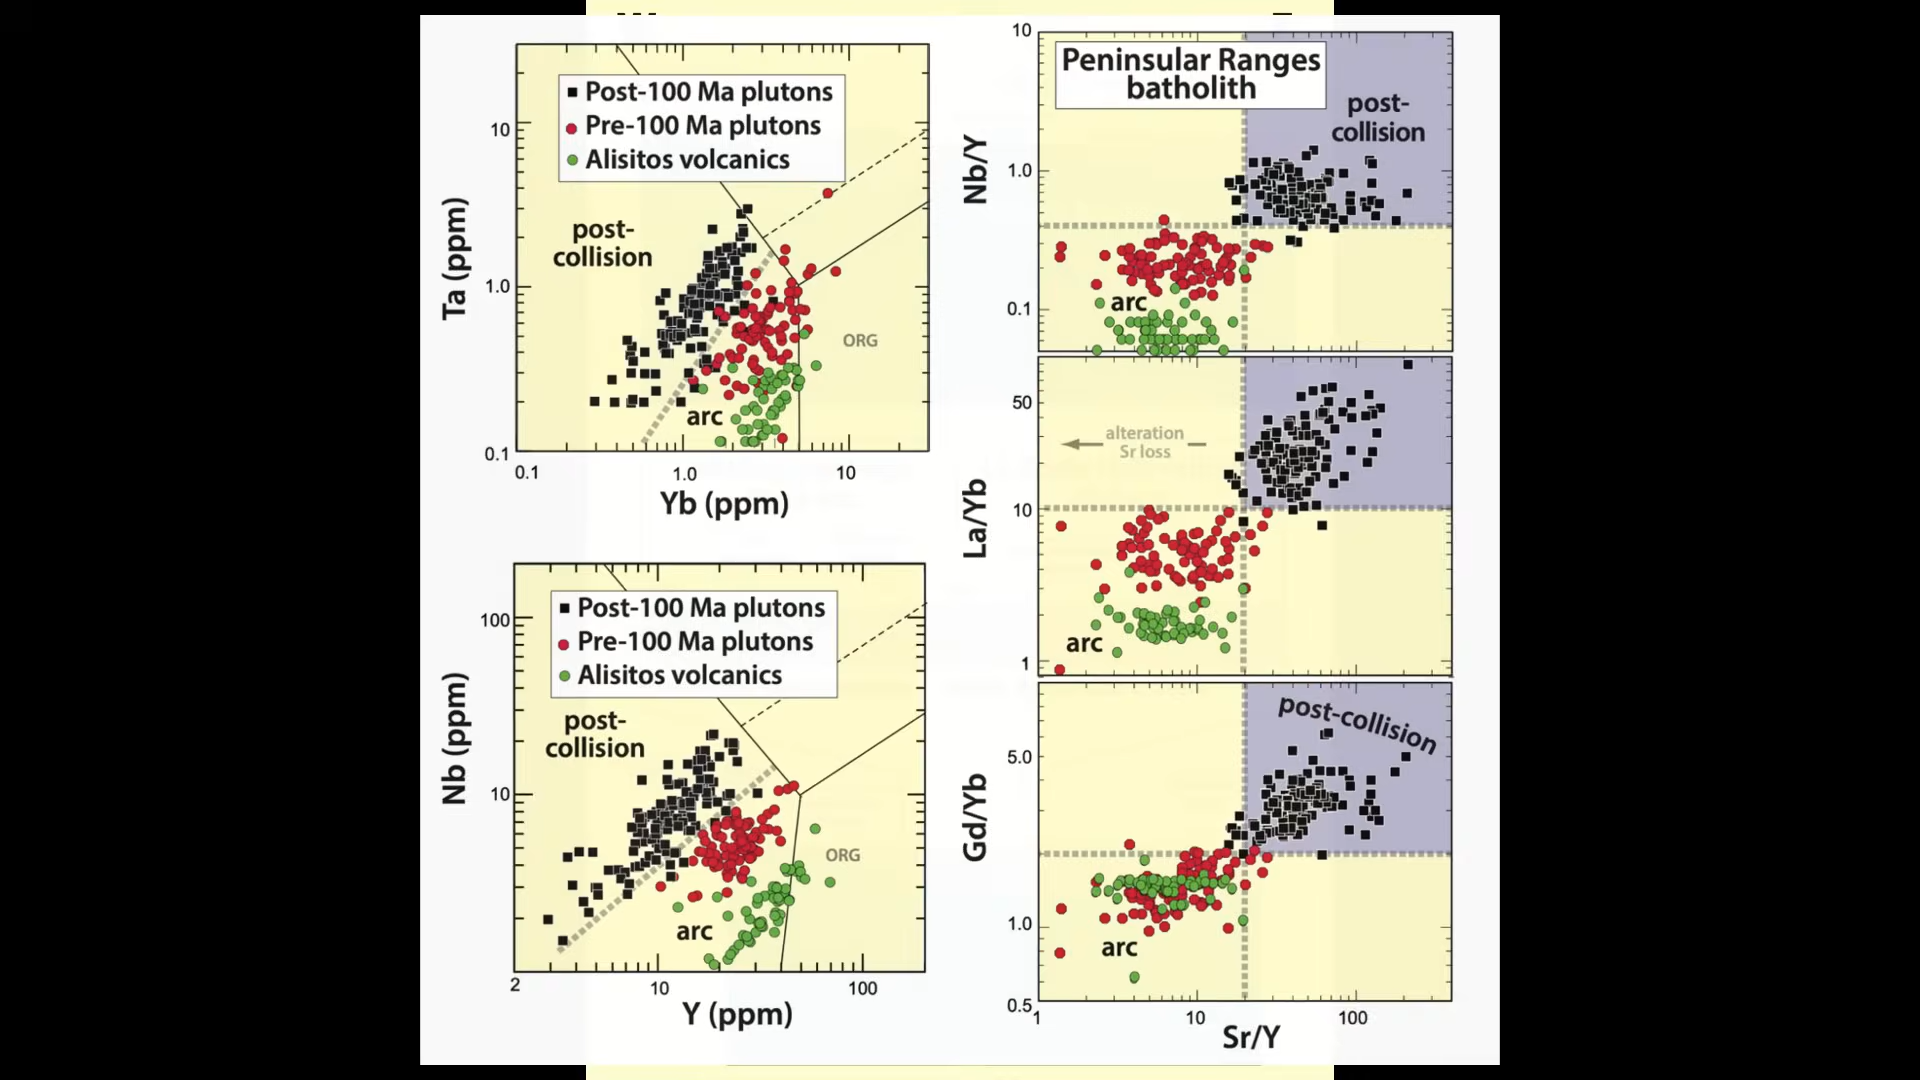 Post-100 Ma plutons
Pre-100 Ma plutons
Alisitos volcanics
post-
collision
arc
ORG
Ta (ppm)
10
1.0
0.1
0.1
1.0
10
Yb (ppm)
Post-100 Ma plutons
Pre-100 Ma plutons
Alisitos volcanics
post-
collision
arc
ORG
Nb (ppm)
100
10
2
10
100
Y (ppm)
Peninsular Ranges
batholith
post-
collision
arc
Nb/Y
10
1.0
0.1
alteration
Sr loss
arc
La/Yb
50
10
1
post-collision
arc
Gd/Yb
5.0
1.0
0.5
1
10
100
Sr/Y